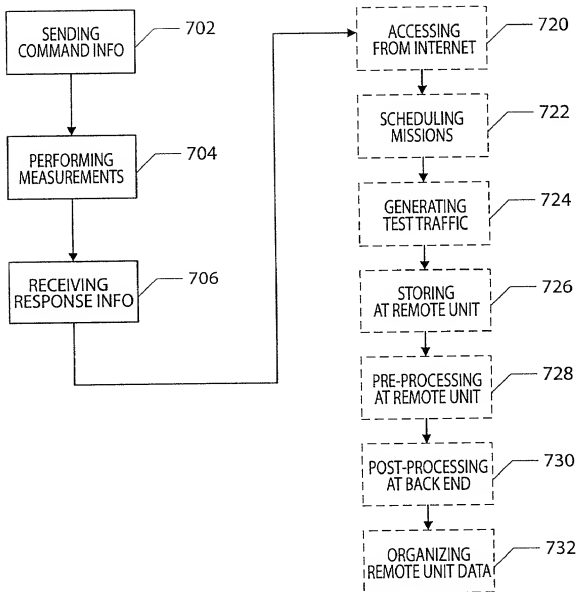 SENDING
COMMAND INFO
702
PERFORMING
MEASUREMENTS
704
RECEIVING
RESPONSE INFO
706
ACCESSING
FROM INTERNET
720
SCHEDULING
MISSIONS
722
GENERATING
TEST TRAFFIC
724
STORING
AT REMOTE UNIT
726
PRE-PROCESSING
AT REMOTE UNIT
728
POST-PROCESSING
AT BACK END
730
ORGANIZING
REMOTE UNIT DATA
732